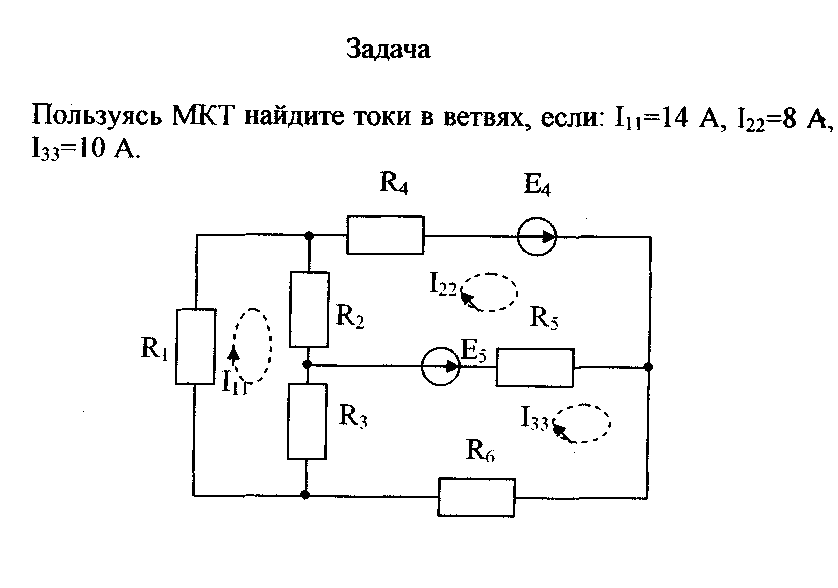 Задача
Пользуясь МКТ найдите токи в ветвях, если: I₁₁=14 А, I₂₂=8 А,
I₃₃=10 А.
R₄ E₄
I₂₂
R₂ R₅
R₁ E₅
I₁₁
R₃ I₃₃
R₆